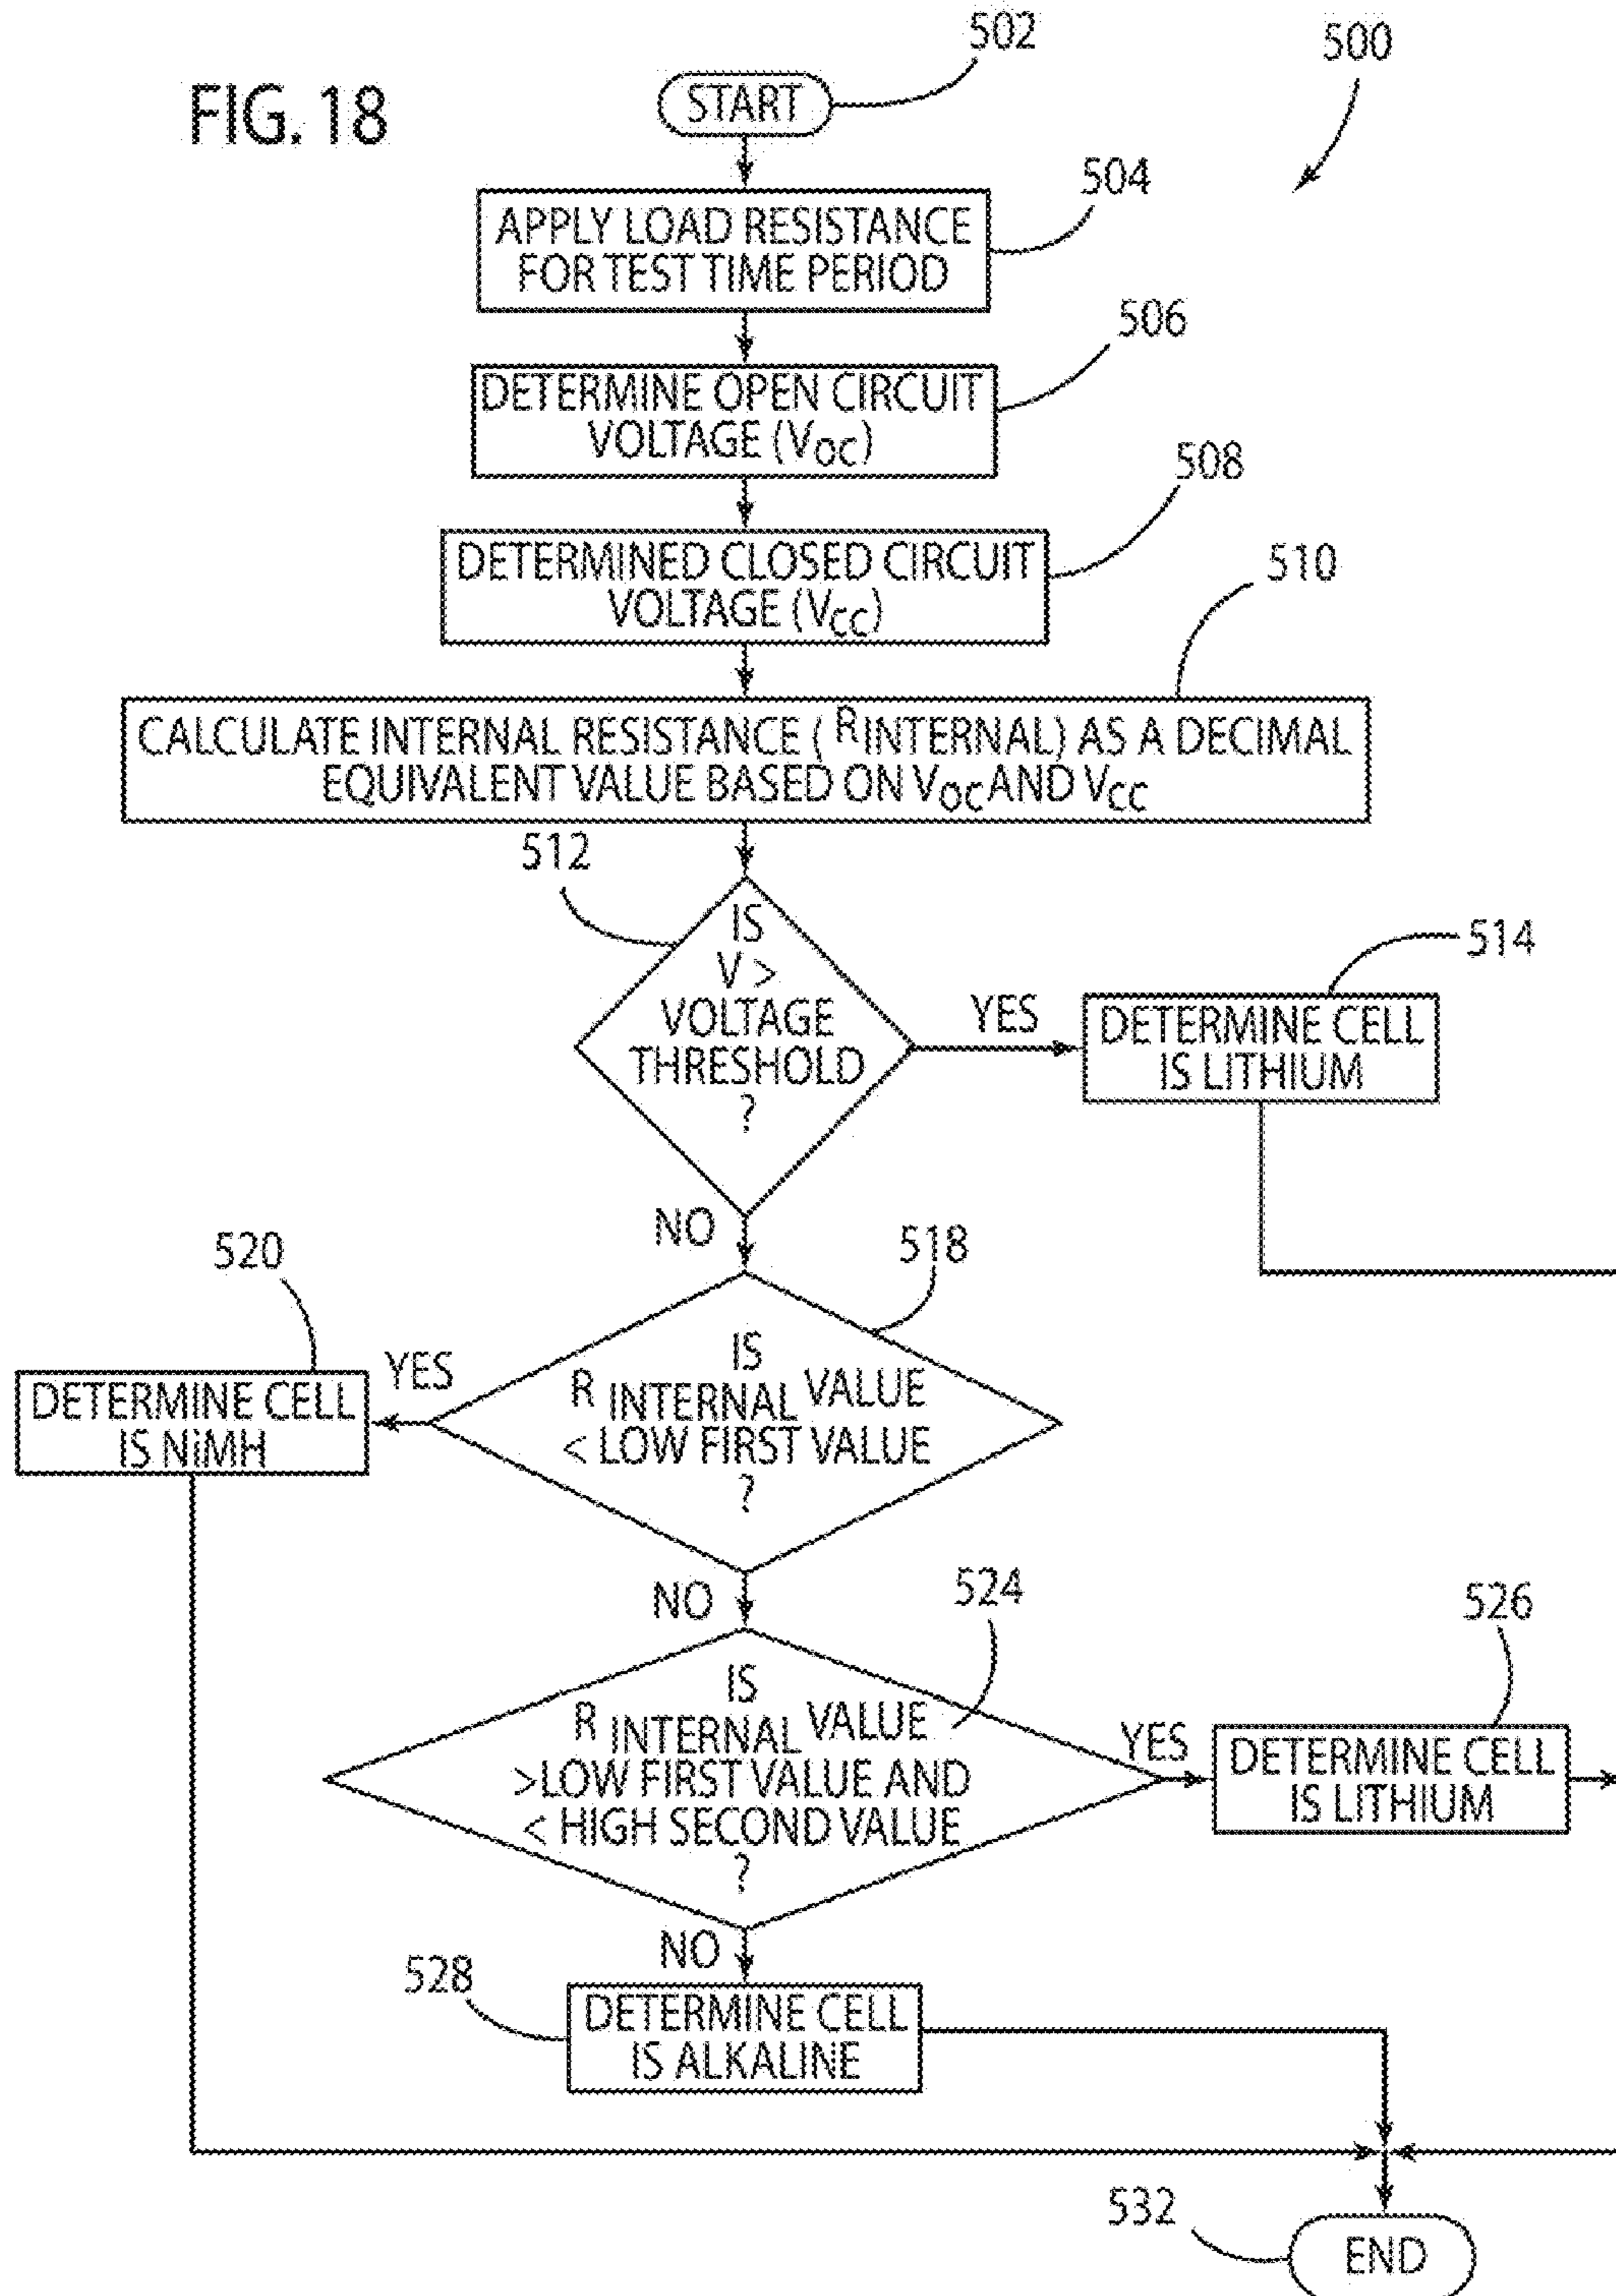 502
500
FIG. 18
START
504
APPLY LOAD RESISTANCE
FOR TEST TIME PERIOD
506
DETERMINE OPEN CIRCUIT
VOLTAGE (VOC)
508
DETERMINED CLOSED CIRCUIT
VOLTAGE (VCC)
510
CALCULATE INTERNAL RESISTANCE ( RINTERNAL) AS A DECIMAL
EQUIVALENT VALUE BASED ON VOC AND VCC
512
IS
V >
VOLTAGE
THRESHOLD
?
YES
514
DETERMINE CELL
IS LITHIUM
NO
518
520
IS
R INTERNAL VALUE
< LOW FIRST VALUE
?
YES
DETERMINE CELL
IS NiMH
NO
524
526
IS
R INTERNAL VALUE
>LOW FIRST VALUE AND
< HIGH SECOND VALUE
?
YES
DETERMINE CELL
IS LITHIUM
NO
528
DETERMINE CELL
IS ALKALINE
532
END